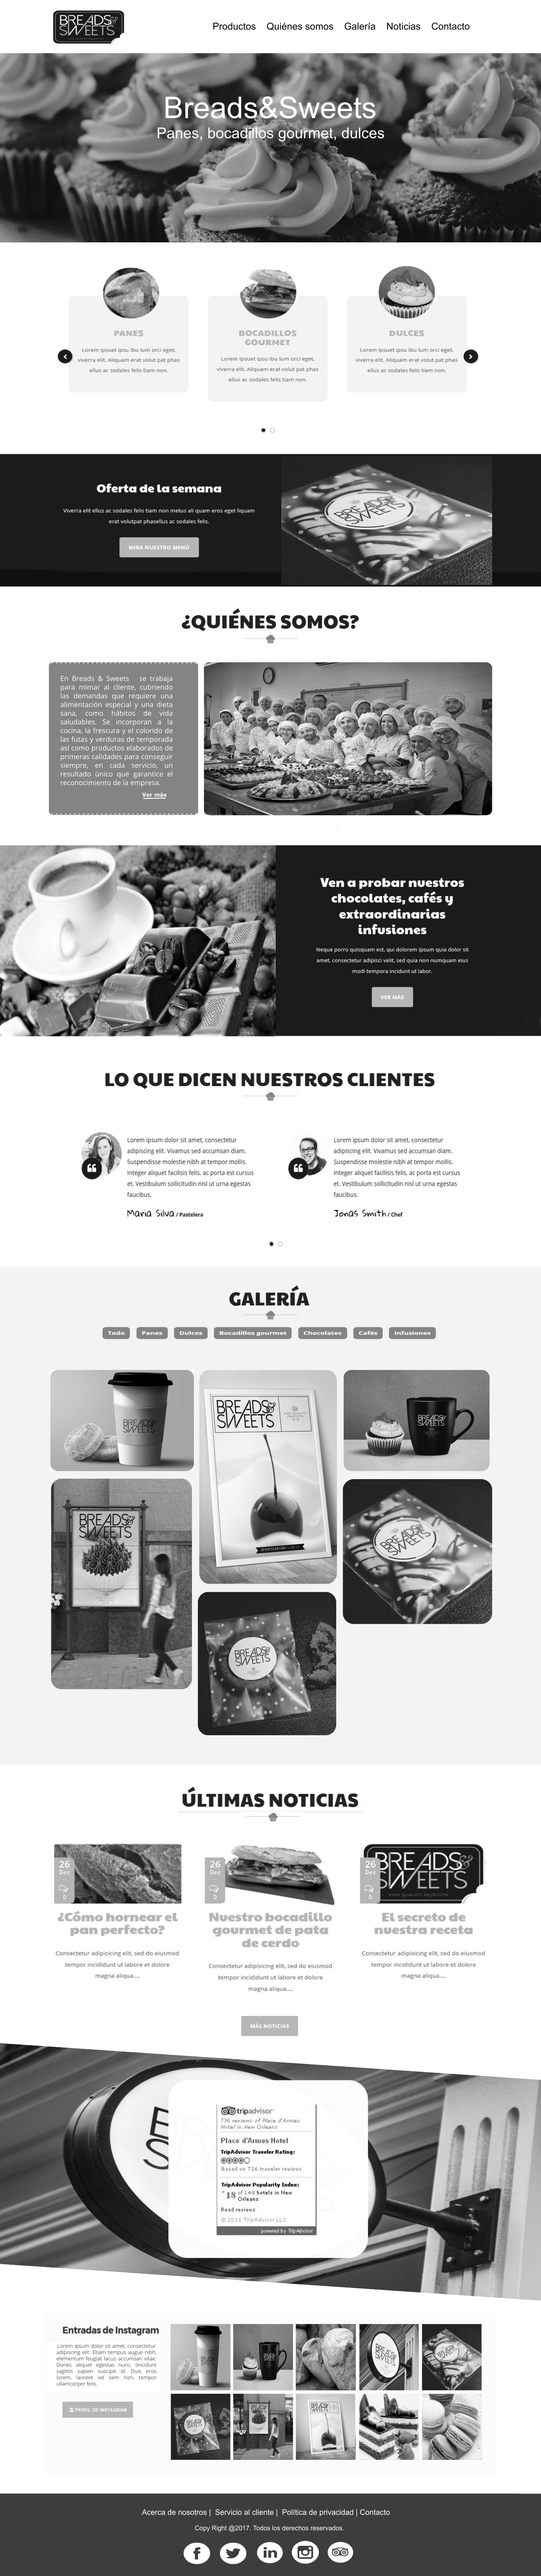 BREADS&
SWEETS
Productos Quiénes somos Galería Noticias Contacto
Breads&Sweets
Panes, bocadillos gourmet, dulces
PANES
Lorem ipsuet ipsu ibu lum orci eget,
viverra elit. Aliquam erat volut pat phas
ellus ac sodales felis tiam non.
BOCADILLOS
GOURMET
Lorem ipsuet ipsu ibu lum orci eget,
viverra elit. Aliquam erat volut pat phas
ellus ac sodales felis tiam non.
DULCES
Lorem ipsuet ipsu ibu lum orci eget,
viverra elit. Aliquam erat volut pat phas
ellus ac sodales felis tiam non.
Oferta de la semana
Viverra elit ellus ac sodales felis tiam non metus ali quam eros eget liquam
erat volutpat phasellus ac sodales felis.
MIRA NUESTRO MENÚ
BREADS&
SWEETS
¿QUIÉNES SOMOS?
En Breads & Sweets se trabaja
para mimar al cliente, cubriendo
las demandas que requiere una
alimentación especial y una dieta
sana, como hábitos de vida
saludables. Se incorporan a la
cocina, la frescura y el colorido de
las futas y verduras de temporada
así como productos elaborados de
primeras calidades para conseguir
siempre, en cada servicio, un
resultado único que garantice el
reconocimiento de la empresa.
Ver más
Ven a probar nuestros
chocolates, cafés y
extraordinarias
infusiones
Neque porro quisquam est, qui dolorem ipsum quia dolor sit
amet, consectetur adipisci velit, sed quia non numquam eius
modi tempora incidunt ut labor.
VER MÁS
LO QUE DICEN NUESTROS CLIENTES
Lorem ipsum dolor sit amet, consectetur
adipiscing elit. Vivamus sed accumsan diam.
Suspendisse molestie nibh at tempor mollis.
Integer aliquet facilisis felis, ac porta est cursus
et. Vestibulum sollicitudin nisl ut urna egestas
faucibus.
Maria Silva / Pastelera
Lorem ipsum dolor sit amet, consectetur
adipiscing elit. Vivamus sed accumsan diam.
Suspendisse molestie nibh at tempor mollis.
Integer aliquet facilisis felis, ac porta est cursus
et. Vestibulum sollicitudin nisl ut urna egestas
faucibus.
Jonas Smith / Chef
GALERÍA
Todo Panes Dulces Bocadillos gourmet Chocolates Cafés Infusiones
BREADS&
SWEETS
BREADS&
SWEETS
BREADS&
SWEETS
BREADS&
SWEETS
BREADS&
SWEETS
BREADS&
SWEETS
ÚLTIMAS NOTICIAS
26
Dec
0
¿Cómo hornear el
pan perfecto?
Consectetur adipisicing elit, sed do eiusmod
tempor incididunt ut labore et dolore
magna aliqua....
26
Dec
0
Nuestro bocadillo
gourmet de pata
de cerdo
Consectetur adipisicing elit, sed do eiusmod
tempor incididunt ut labore et dolore
magna aliqua....
26
Dec
0
BREADS&
SWEETS
El secreto de
nuestra receta
Consectetur adipisicing elit, sed do eiusmod
tempor incididunt ut labore et dolore
magna aliqua....
MÁS NOTICIAS
tripadvisor
736 reviews of Place d'Armes
Hotel in New Orleans
Place d'Armes Hotel
TripAdvisor Traveler Rating:
Based on 736 traveler reviews
TripAdvisor Popularity Index:
#18 of 148 hotels in New
Orleans
Read reviews
© 2011 TripAdvisor LLC
powered by TripAdvisor
Entradas de Instagram
Lorem ipsum dolor sit amet, consectetur
adipiscing elit. Etiam tempus augue nibh,
elementum feugiat lacus accumsan vitae.
Donec aliquet egestas nunc, tincidunt
sagittis sapien suscipit id. Duis eros
lorem, laoreet vel sem non, tempor
ullamcorper felis.
PERFIL DE INSTAGRAM
Acerca de nosotros | Servicio al cliente | Política de privacidad | Contacto
Copy Right @2017. Todos los derechos reservados.